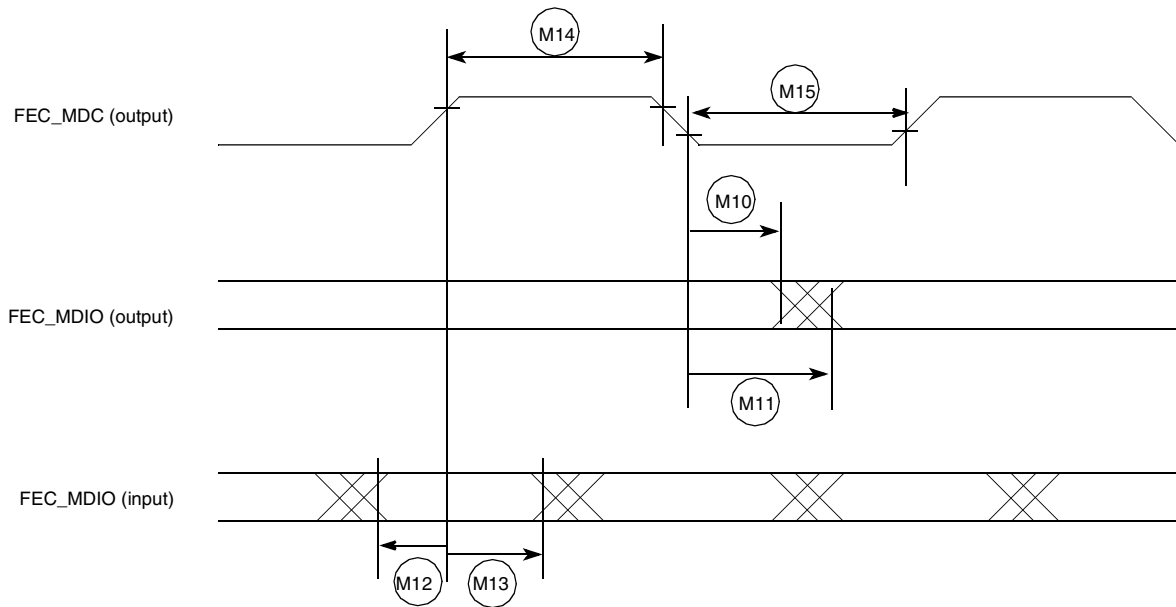 M14
M15
FEC_MDC (output)
M10
FEC_MDIO (output)
M11
FEC_MDIO (input)
M12
M13